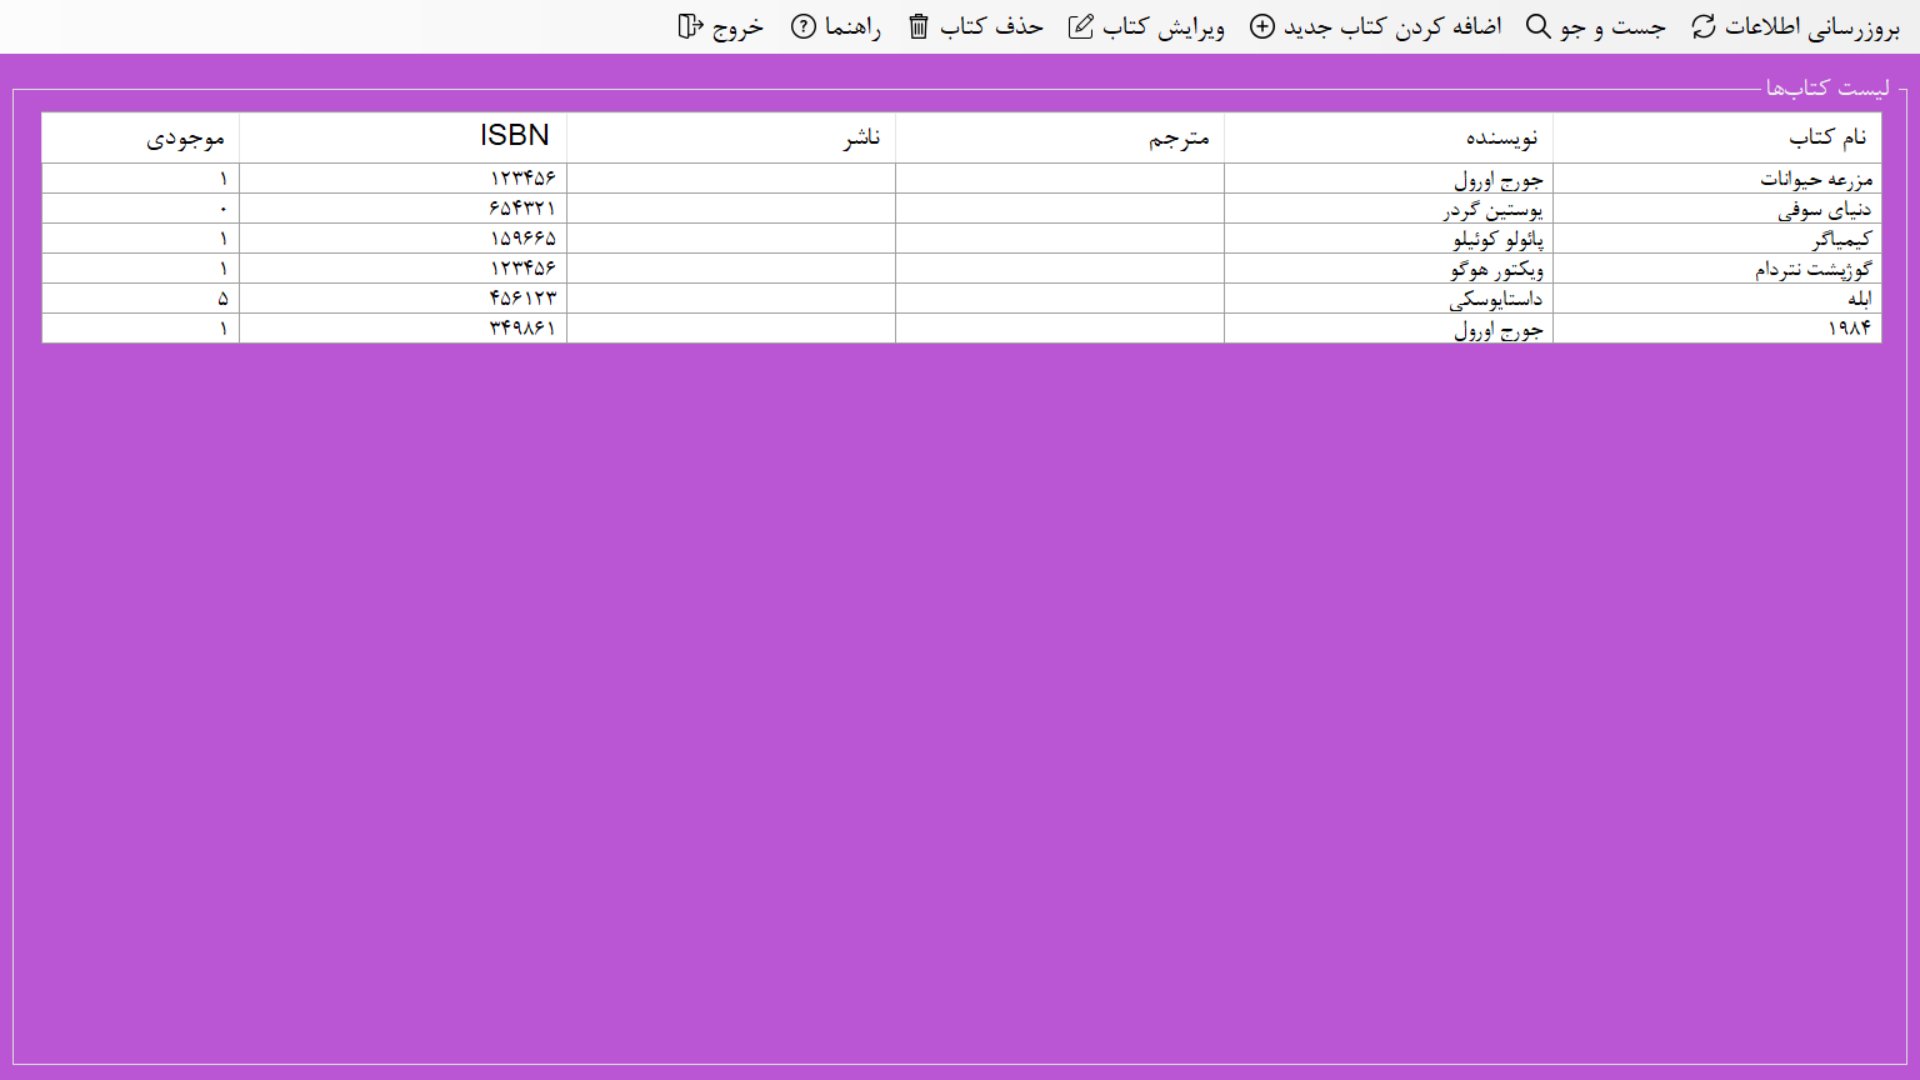 بروزرسانی اطلاعات جست و جو اضافه کردن کتاب جدید ویرایش کتاب حذف کتاب راهنما خروج
لیست کتاب‌ها
نام کتاب نویسنده مترجم ناشر ISBN موجودی
مزرعه حیوانات جورج اورول ۱۲۳۴۵۶ ۱
دنیای سوفی یوستین گردر ۶۵۴۳۲۱ ۰
کیمیاگر پائولو کوئیلو ۱۵۹۶۶۵ ۱
گوژپشت نتردام ویکتور هوگو ۱۲۳۴۵۶ ۱
ابله داستایوسکی ۴۵۶۱۲۳ ۵
۱۹۸۴ جورج اورول ۳۴۹۸۶۱ ۱